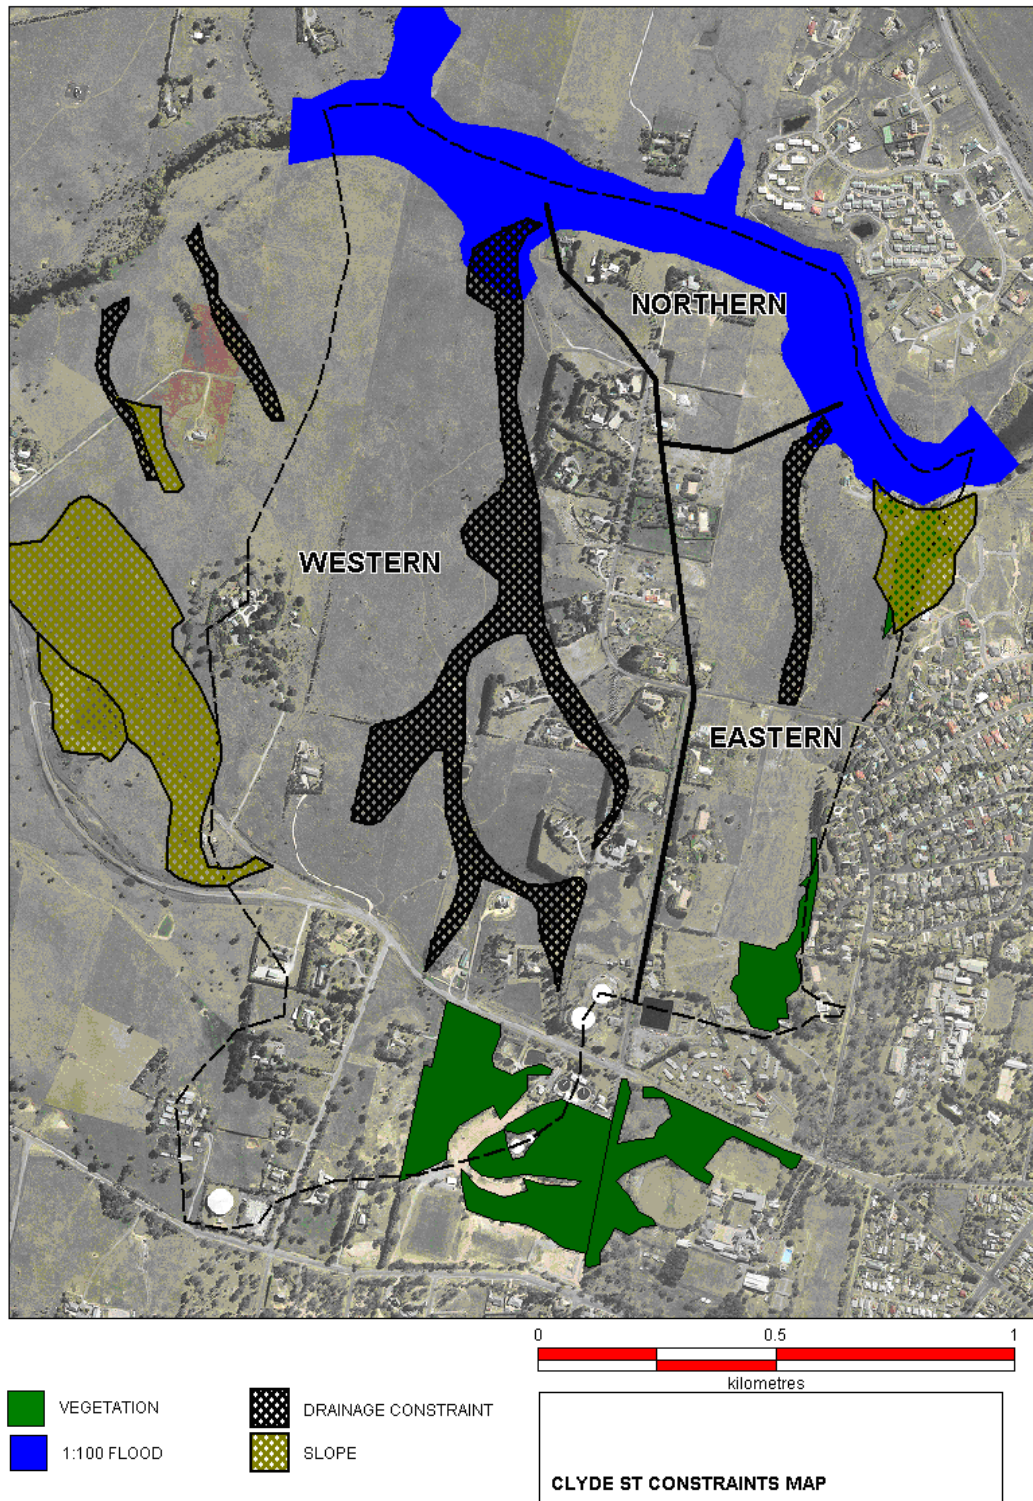 NORTHERN
WESTERN
EASTERN
0 0.5 1
kilometres
VEGETATION
DRAINAGE CONSTRAINT
1:100 FLOOD
SLOPE
CLYDE ST CONSTRAINTS MAP